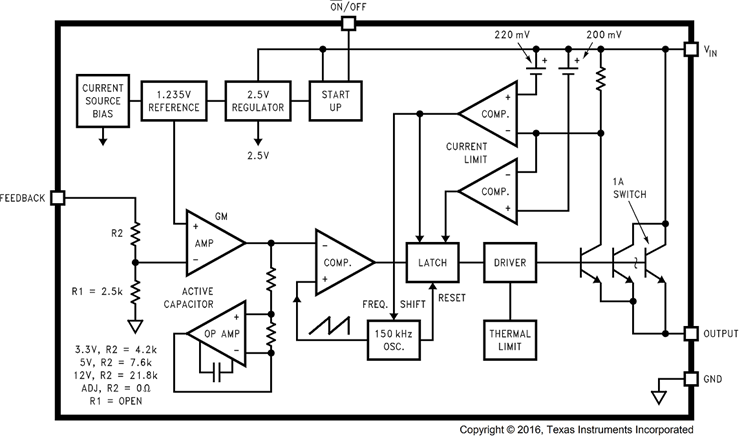 ON/OFF
220 mV
200 mV
+
+
VIN
CURRENT
SOURCE
BIAS
1.235V
REFERENCE
2.5V
REGULATOR
START
UP
2.5V
+
COMP.
−
CURRENT
LIMIT
−
COMP.
+
1A
SWITCH
FEEDBACK
R2
GM
+
AMP
−
−
COMP.
+
LATCH
DRIVER
R1 = 2.5k
ACTIVE
CAPACITOR
+
OP AMP
−
FREQ. SHIFT
RESET
150 kHz
OSC.
THERMAL
LIMIT
OUTPUT
GND
3.3V, R2 = 4.2k
5V, R2 = 7.6k
12V, R2 = 21.8k
ADJ, R2 = 0Ω
R1 = OPEN
Copyright © 2016, Texas Instruments Incorporated